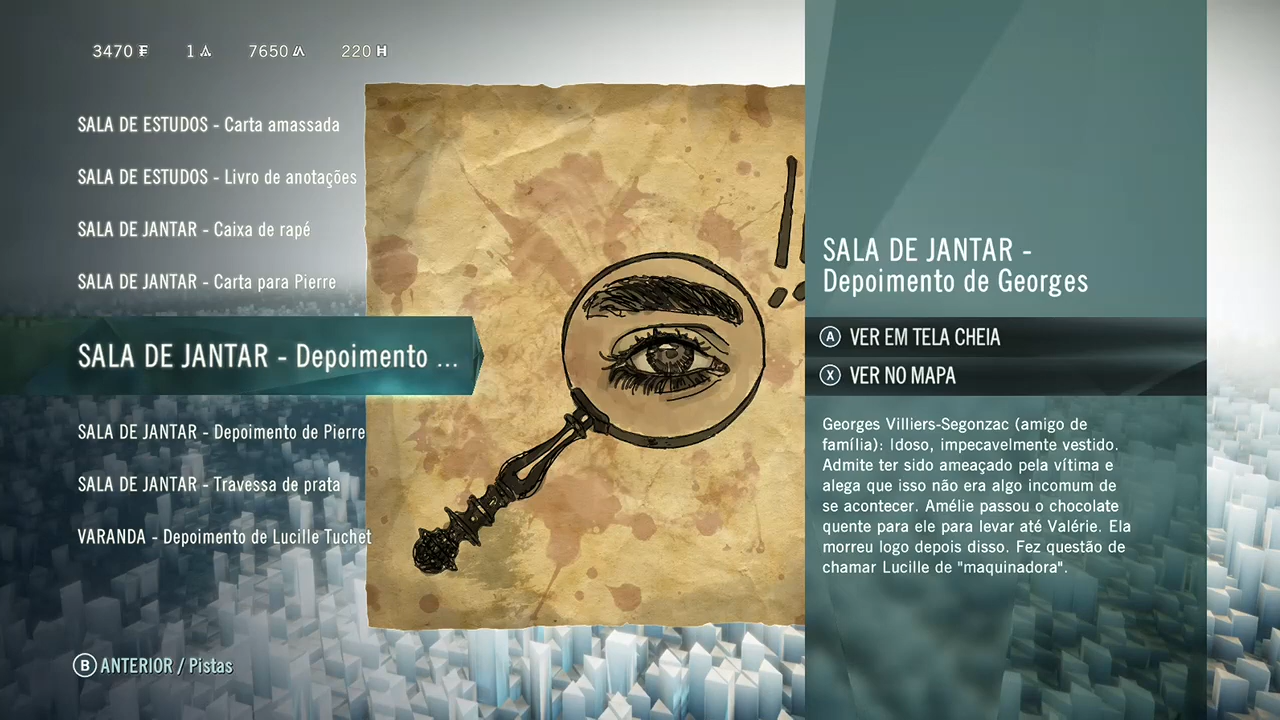 3470 ₣ 1 7650 220 H
SALA DE ESTUDOS - Carta amassada
SALA DE ESTUDOS - Livro de anotações
SALA DE JANTAR - Caixa de rapé
SALA DE JANTAR - Carta para Pierre
SALA DE JANTAR - Depoimento ...
SALA DE JANTAR - Depoimento de Pierre
SALA DE JANTAR - Travessa de prata
VARANDA - Depoimento de Lucille Tuchet
B ANTERIOR / Pistas
SALA DE JANTAR -
Depoimento de Georges
A VER EM TELA CHEIA
X VER NO MAPA
Georges Villiers-Segonzac (amigo de
família): Idoso, impecavelmente vestido.
Admite ter sido ameaçado pela vítima e
alega que isso não era algo incomum de
se acontecer. Amélie passou o chocolate
quente para ele para levar até Valérie. Ela
morreu logo depois disso. Fez questão de
chamar Lucille de "maquinadora".